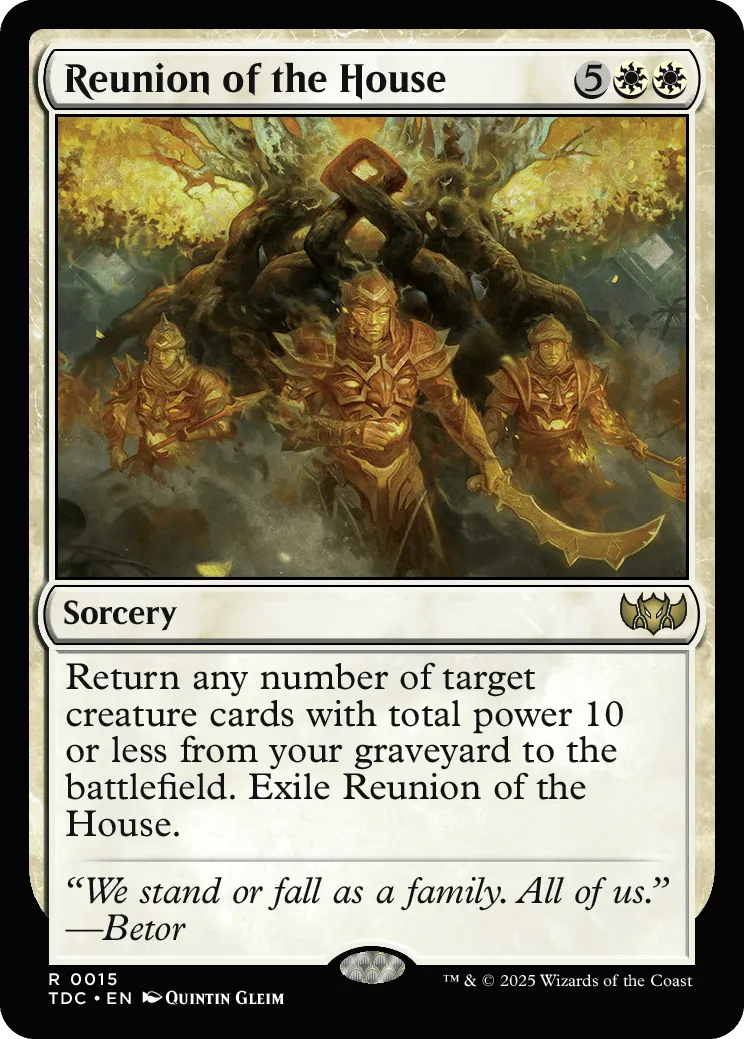 Reunion of the House 5
Sorcery
Return any number of target
creature cards with total power 10
or less from your graveyard to the
battlefield. Exile Reunion of the
House.
“We stand or fall as a family. All of us.”
—Betor
R 0015
™ & © 2025 Wizards of the Coast
TDC • EN Quintin Gleim